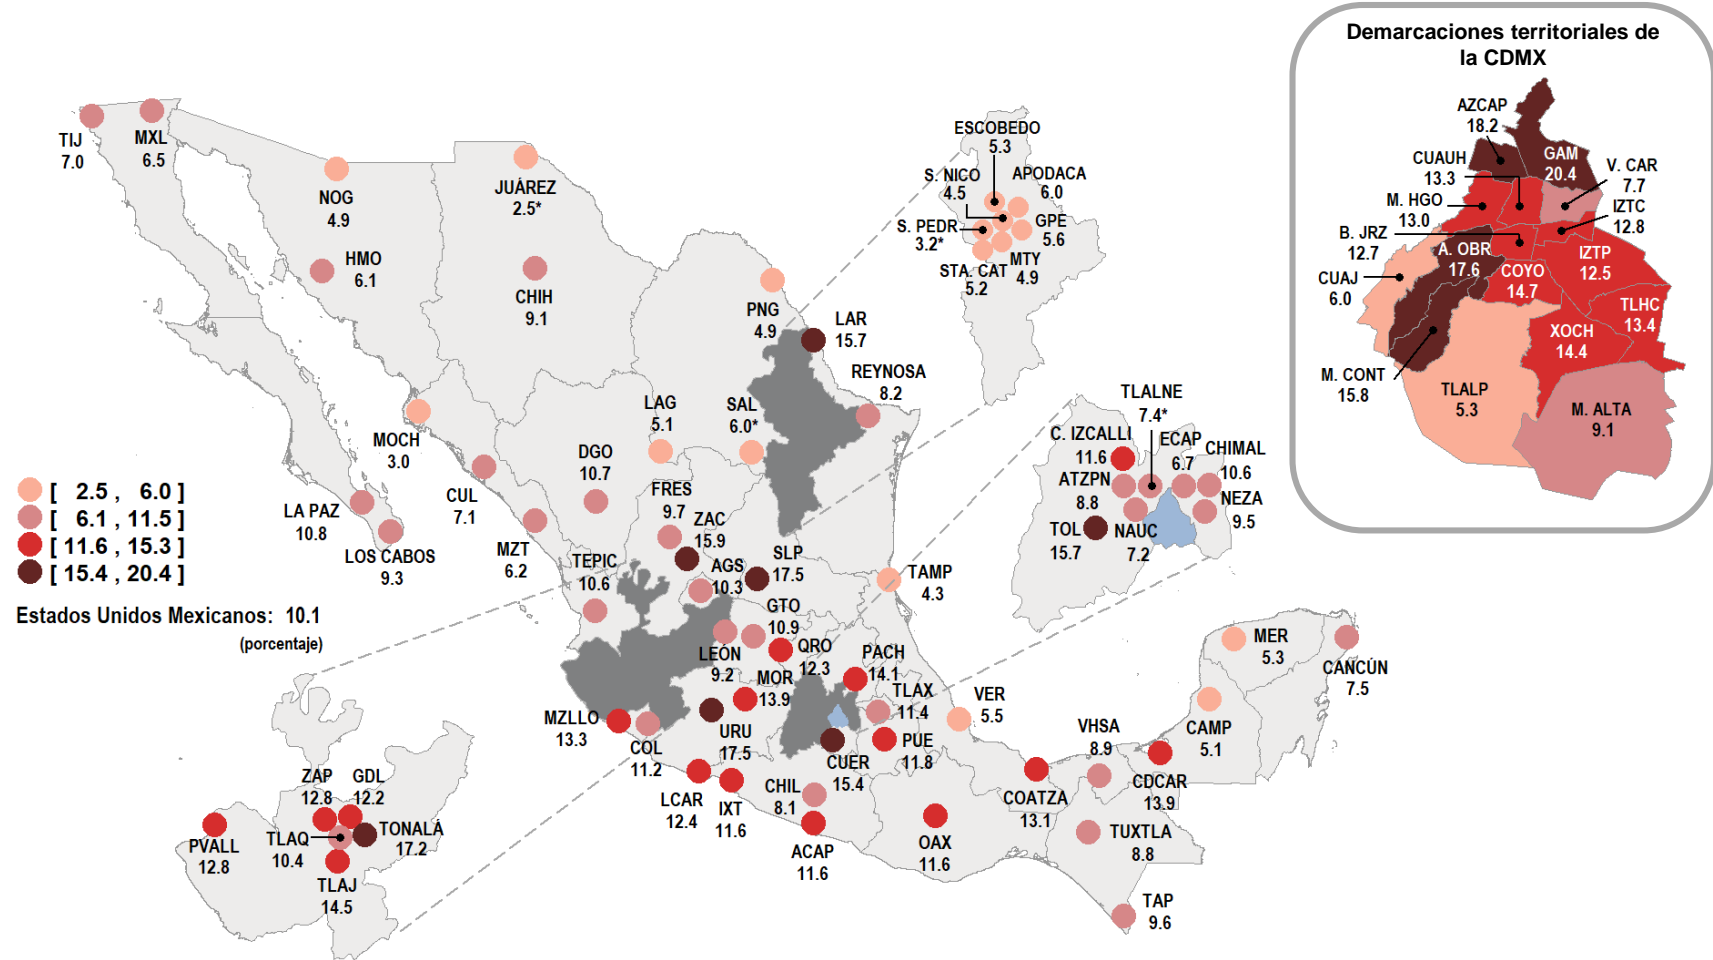 Demarcaciones territoriales de
la CDMX
AZCAP
18.2
CUAUH
13.3
GAM
20.4
V. CAR
7.7
M. HGO
13.0
IZTC
12.8
B. JRZ
12.7
A. OBR
17.6
IZTP
12.5
CUAJ
6.0
COYO
14.7
TLHC
13.4
XOCH
14.4
M. CONT
15.8
TLALP
5.3
M. ALTA
9.1
TIJ
7.0
MXL
6.5
NOG
4.9
JUÁREZ
2.5*
HMO
6.1
CHIH
9.1
ESCOBEDO
5.3
S. NICO
4.5
APODACA
6.0
S. PEDR
3.2*
GPE
5.6
STA. CAT
5.2
MTY
4.9
PNG
4.9
LAR
15.7
REYNOSA
8.2
LAG
5.1
SAL
6.0*
MOCH
3.0
DGO
10.7
CUL
7.1
FRES
9.7
ZAC
15.9
LA PAZ
10.8
LOS CABOS
9.3
MZT
6.2
TEPIC
10.6
AGS
10.3
SLP
17.5
TAMP
4.3
TLALNE
7.4*
C. IZCALLI
11.6
ECAP
6.7
CHIMAL
10.6
ATZPN
8.8
NEZA
9.5
TOL
15.7
NAUC
7.2
[ 2.5 , 6.0 ]
[ 6.1 , 11.5 ]
[ 11.6 , 15.3 ]
[ 15.4 , 20.4 ]
Estados Unidos Mexicanos: 10.1
(porcentaje)
GTO
10.9
LEÓN
9.2
QRO
12.3
PACH
14.1
MOR
13.9
TLAX
11.4
MZLLO
13.3
COL
11.2
URU
17.5
CUER
15.4
PUE
11.8
VER
5.5
MER
5.3
CANCÚN
7.5
CAMP
5.1
VHSA
8.9
CDCAR
13.9
COATZA
13.1
LCAR
12.4
IXT
11.6
CHIL
8.1
ACAP
11.6
OAX
11.6
TUXTLA
8.8
TAP
9.6
ZAP
12.8
GDL
12.2
PVALL
12.8
TLAQ
10.4
TONALÁ
17.2
TLAJ
14.5